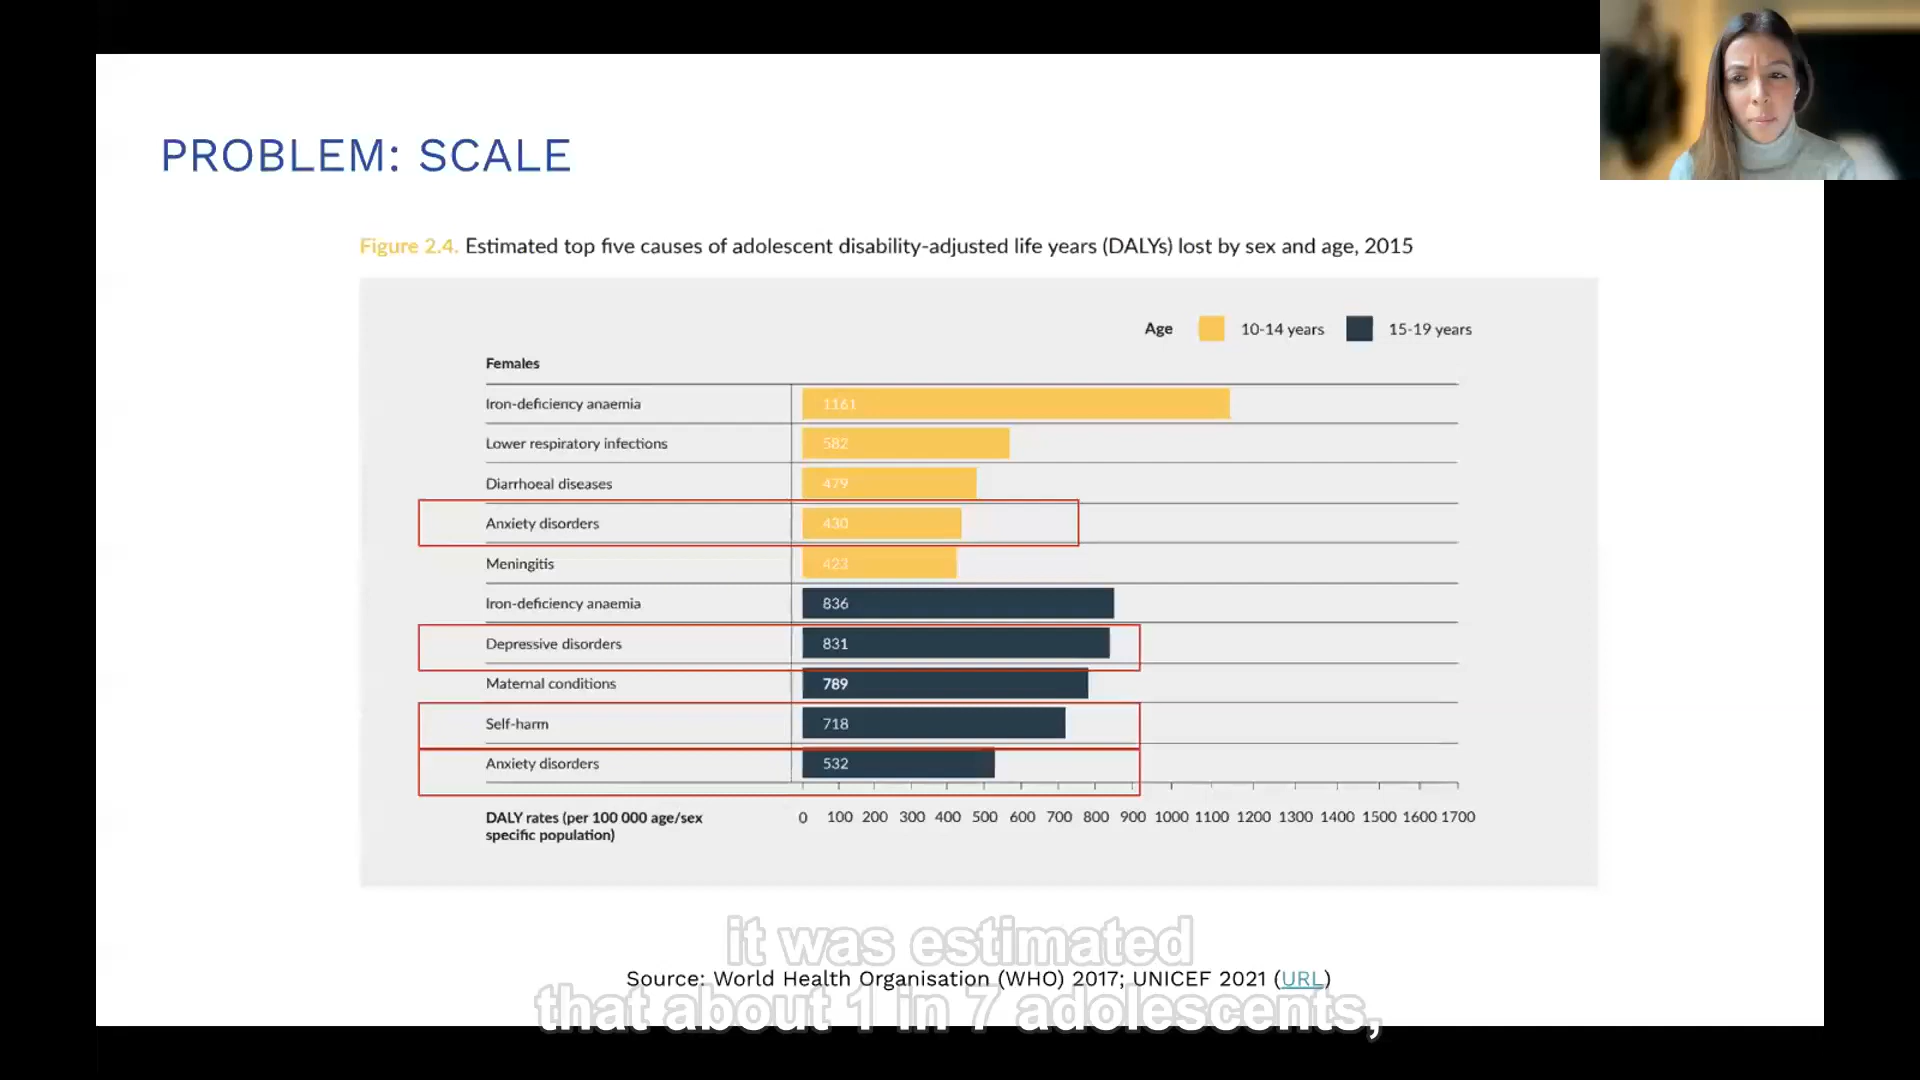 PROBLEM: SCALE
Figure 2.4. Estimated top five causes of adolescent disability-adjusted life years (DALYs) lost by sex and age, 2015
Age 10-14 years 15-19 years
Females
Iron-deficiency anaemia 1161
Lower respiratory infections 582
Diarrhoeal diseases 479
Anxiety disorders 430
Meningitis 423
Iron-deficiency anaemia 836
Depressive disorders 831
Maternal conditions 789
Self-harm 718
Anxiety disorders 532
DALY rates (per 100 000 age/sex
specific population)
0 100 200 300 400 500 600 700 800 900 1000 1100 1200 1300 1400 1500 1600 1700
it was estimated
Source: World Health Organisation (WHO) 2017; UNICEF 2021 (URL)
that about 1 in 7 adolescents,